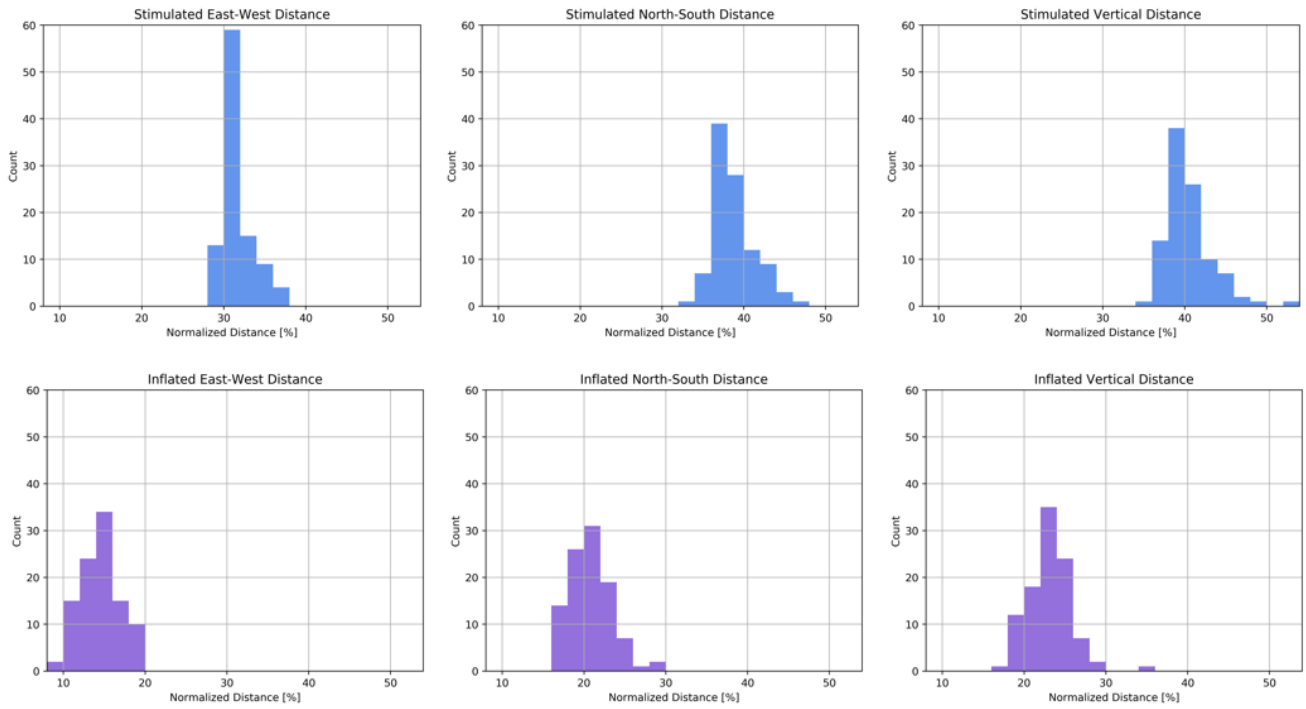 Stimulated East-West Distance
60
50
40
30
20
10
0
Count
10 20 30 40 50
Normalized Distance [%]
Stimulated North-South Distance
60
50
40
30
20
10
0
Count
10 20 30 40 50
Normalized Distance [%]
Stimulated Vertical Distance
60
50
40
30
20
10
0
Count
10 20 30 40 50
Normalized Distance [%]
Inflated East-West Distance
60
50
40
30
20
10
0
Count
10 20 30 40 50
Normalized Distance [%]
Inflated North-South Distance
60
50
40
30
20
10
0
Count
10 20 30 40 50
Normalized Distance [%]
Inflated Vertical Distance
60
50
40
30
20
10
0
Count
10 20 30 40 50
Normalized Distance [%]